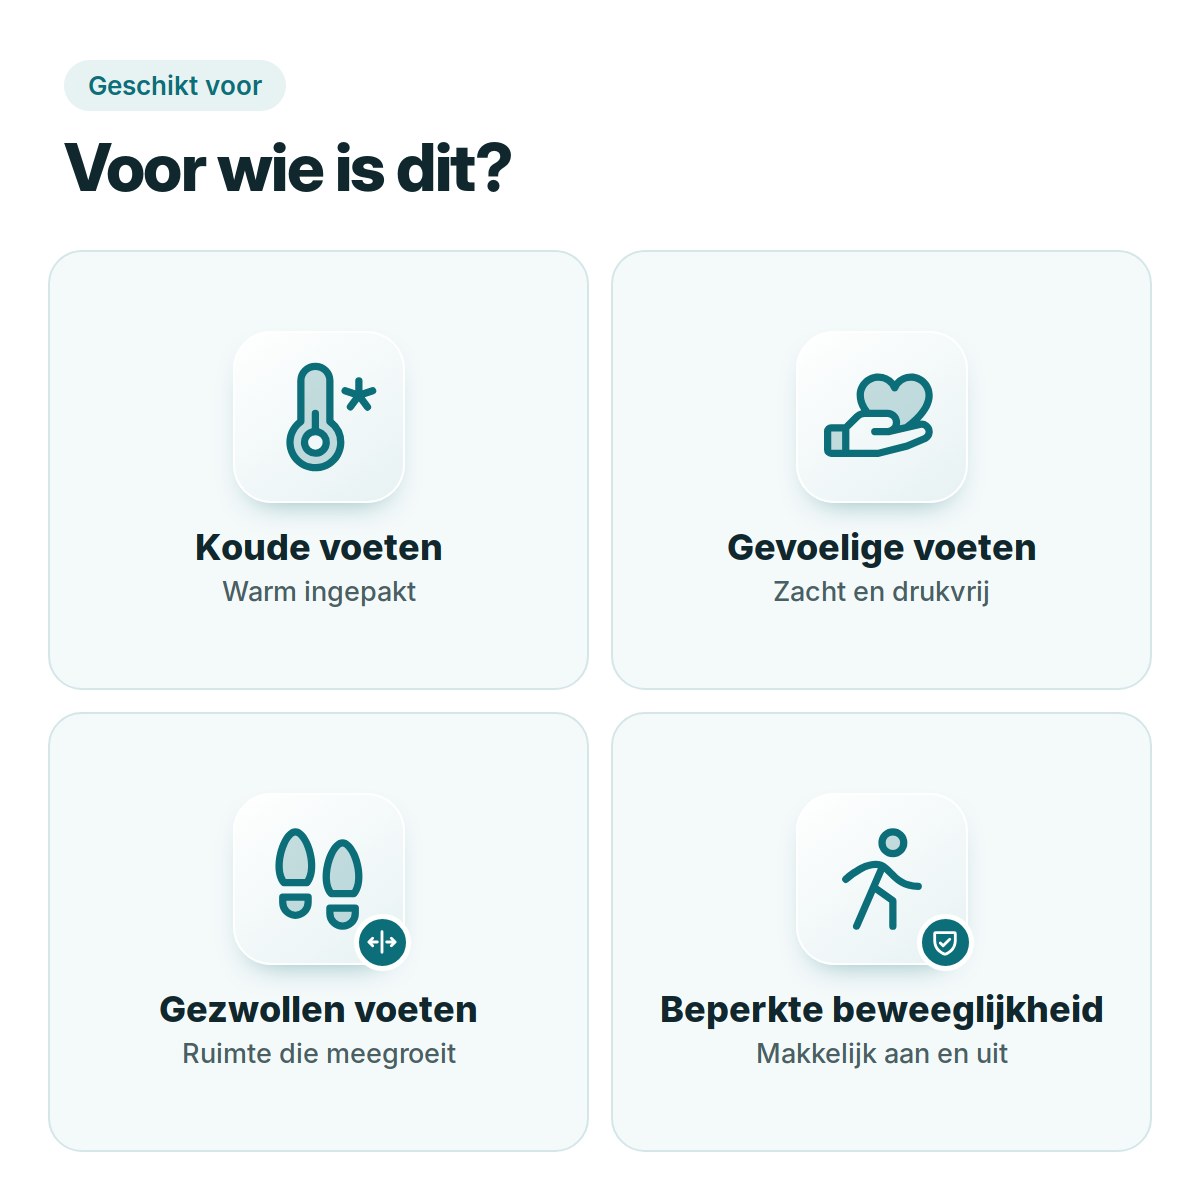 Geschikt voor
Voor wie is dit?
Koude voeten
Warm ingepakt
Gevoelige voeten
Zacht en drukvrij
Gezwollen voeten
Ruimte die meegroeit
Beperkte beweeglijkheid
Makkelijk aan en uit